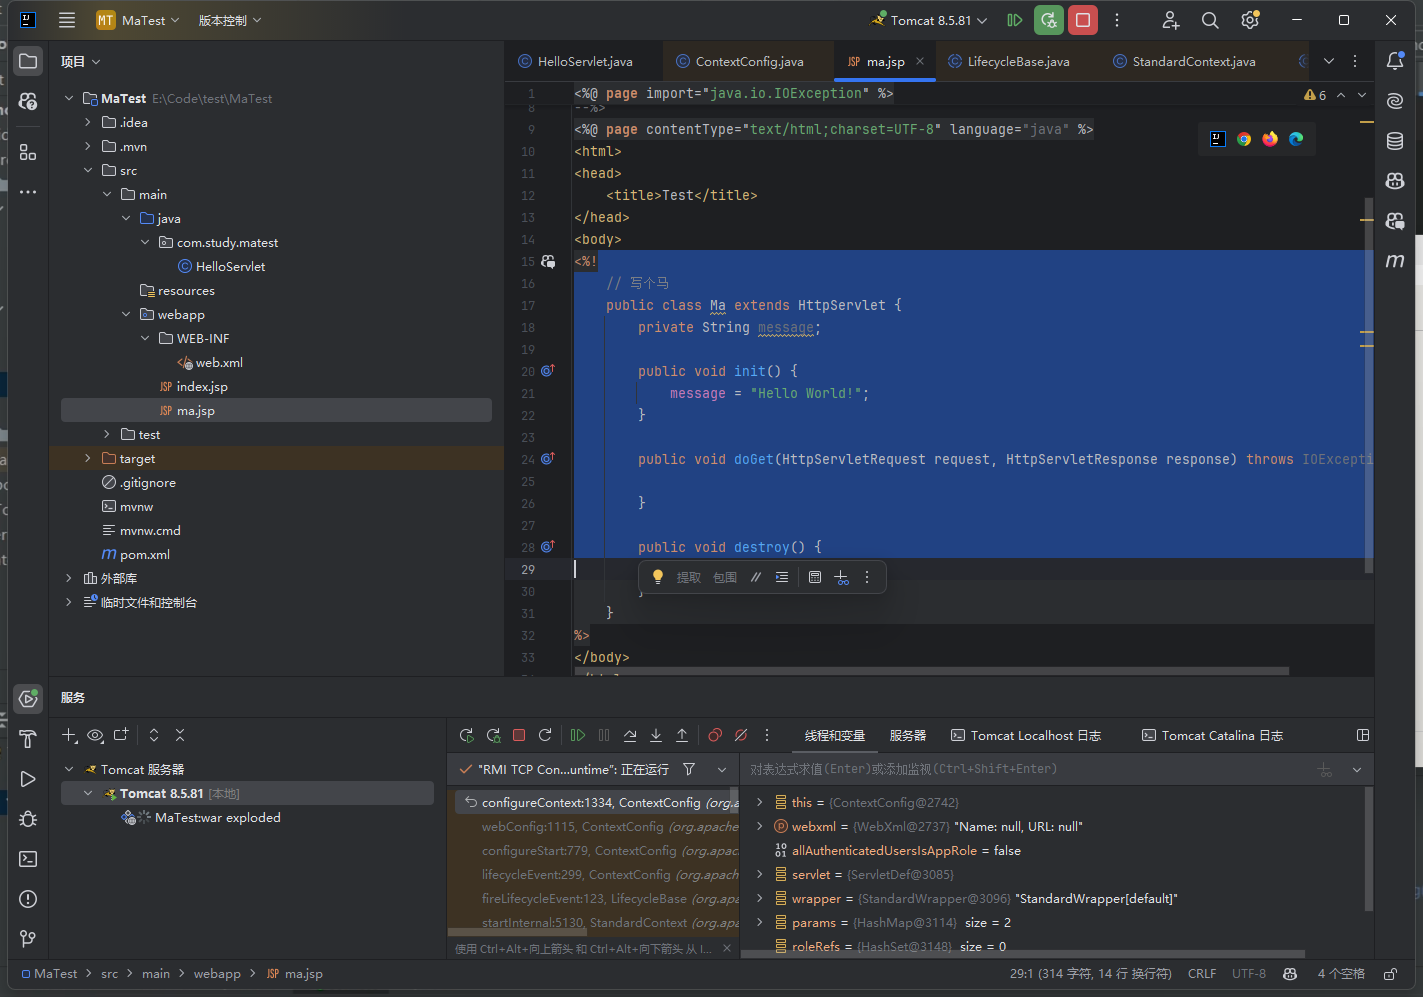 MT MaTest 版本控制 Tomcat 8.5.81
项目
MaTest E:\Code\test\MaTest
.idea
.mvn
src
main
java
com.study.matest
HelloServlet
resources
webapp
WEB-INF
web.xml
index.jsp
ma.jsp
test
target
.gitignore
mvnw
mvnw.cmd
pom.xml
外部库
临时文件和控制台
HelloServlet.java ContextConfig.java ma.jsp LifecycleBase.java StandardContext.java
1 <%@ page import="java.io.IOException" %>
6
8 --%>
9 <%@ page contentType="text/html;charset=UTF-8" language="java" %>
10 <html>
11 <head>
12 <title>Test</title>
13 </head>
14 <body>
15 <%!
16 // 写个马
17 public class Ma extends HttpServlet {
18 private String message;
19
20 public void init() {
21 message = "Hello World!";
22 }
23
24 public void doGet(HttpServletRequest request, HttpServletResponse response) throws IOExcepti
25
26 }
27
28 public void destroy() {
29
提取 包围
30 }
31 }
32 %>
33 </body>
服务
Tomcat 服务器
Tomcat 8.5.81 [本地]
MaTest:war exploded
线程和变量 服务器 Tomcat Localhost 日志 Tomcat Catalina 日志
"RMI TCP Con...untime": 正在运行
对表达式求值(Enter)或添加监视(Ctrl+Shift+Enter)
configureContext:1334, ContextConfig (org.a
webConfig:1115, ContextConfig (org.apache
configureStart:779, ContextConfig (org.apac
lifecycleEvent:299, ContextConfig (org.apach
fireLifecycleEvent:123, LifecycleBase (org.apa
startInternal:5130, StandardContext (org.apa
使用 Ctrl+Alt+向上箭头 和 Ctrl+Alt+向下箭头 从 I...
this = {ContextConfig@2742}
webxml = {WebXml@2737} "Name: null, URL: null"
allAuthenticatedUsersIsAppRole = false
servlet = {ServletDef@3085}
wrapper = {StandardWrapper@3096} "StandardWrapper[default]"
params = {HashMap@3114} size = 2
roleRefs = {HashSet@3148} size = 0
MaTest > src > main > webapp > JSP ma.jsp
29:1 (314 字符, 14 行 换行符) CRLF UTF-8 4 个空格